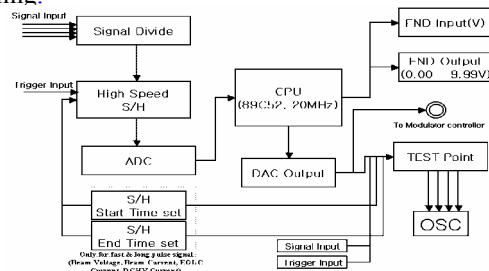 Signal Input
Signal Divide
Trigger Input
High Speed
S/H
ADC
CPU
(89C52, 20MHz)
DAC Output
FND Input(V)
FND Output
(0.00 9.99V)
To Modulator controller
TEST Point
OSC
S/H
Start Time set
S/H
End Time set
Only for fast & long pulse signal
(Beam Voltage, Beam Current, EOLC
Current, DCHV Current)
Signal Input
Trigger Input